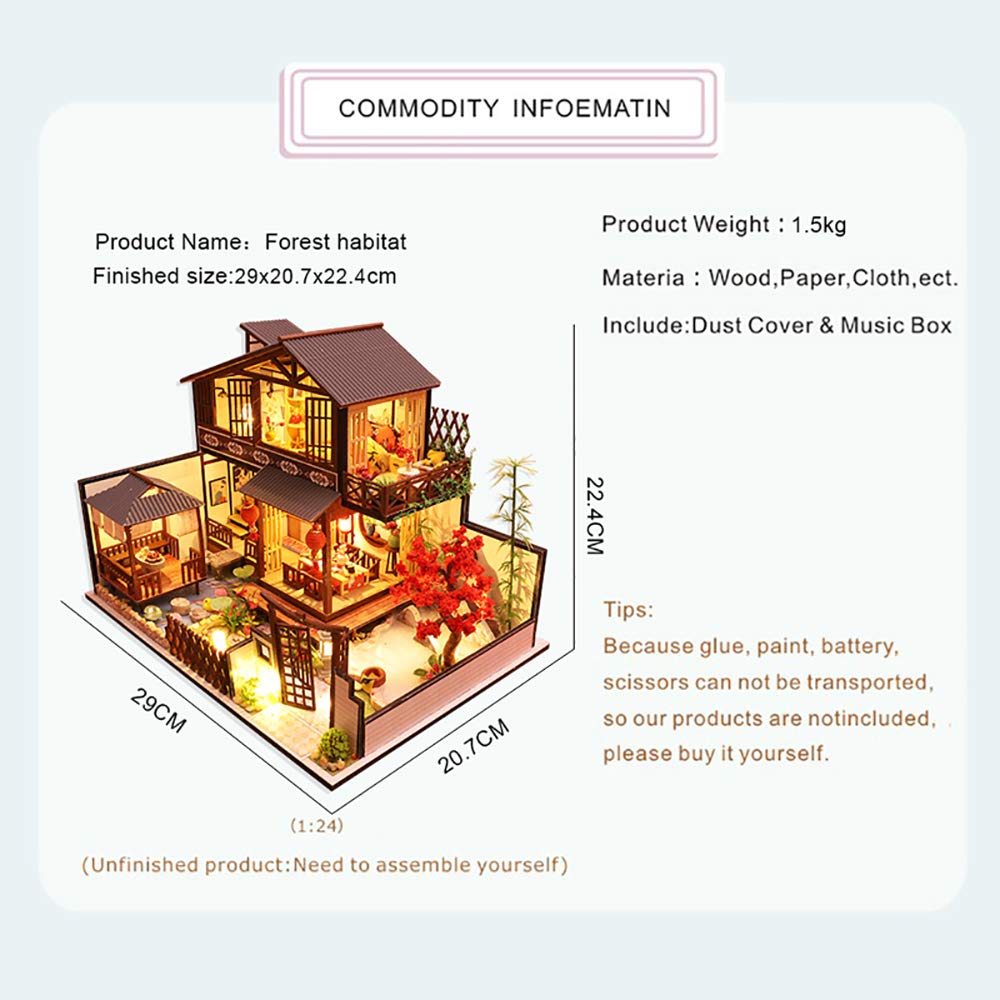 COMMODITY INFOEMATIN
Product Name：Forest habitat
Finished size:29x20.7x22.4cm
Product Weight：1.5kg
Materia：Wood,Paper,Cloth,ect.
Include:Dust Cover & Music Box
22.4CM
29CM
20.7CM
(1:24)
(Unfinished product:Need to assemble yourself)
Tips:
Because glue, paint, battery,
scissors can not be transported,
so our products are notincluded,
please buy it yourself.